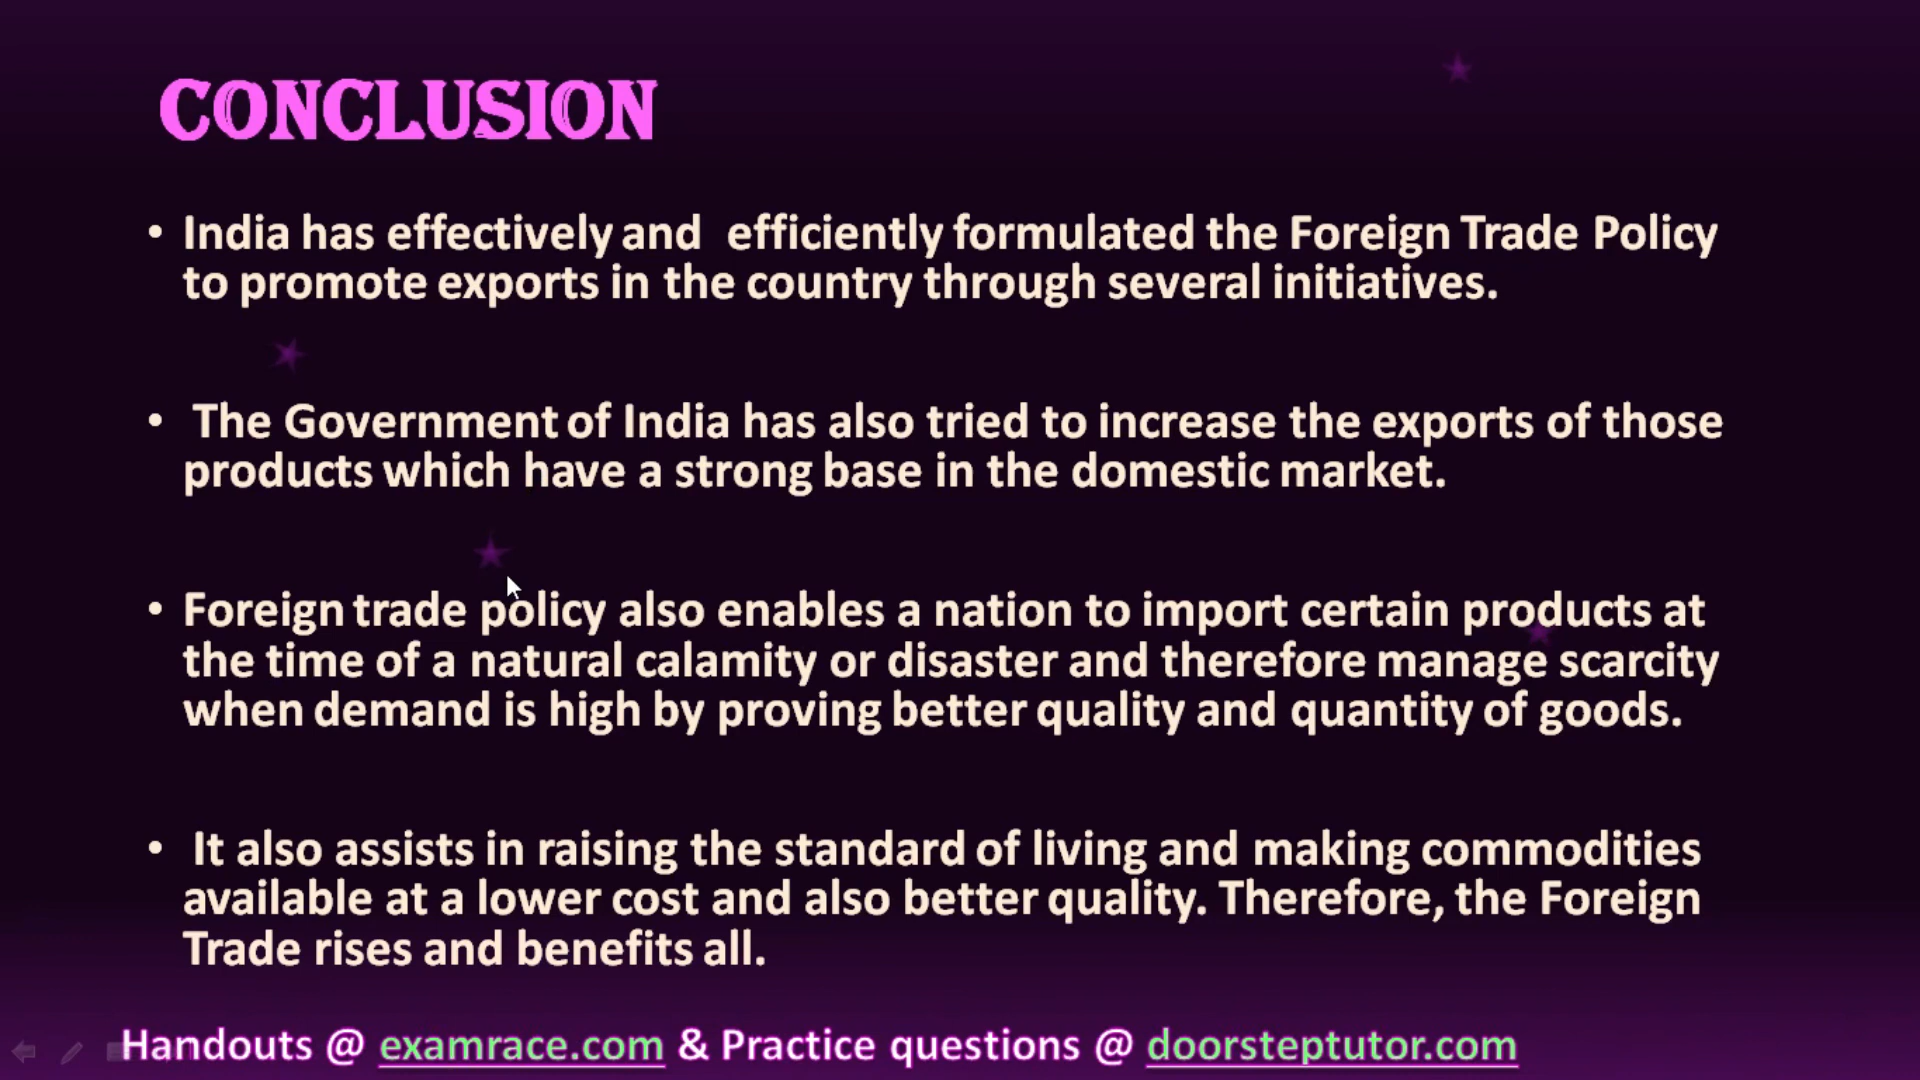 CONCLUSION
• India has effectively and efficiently formulated the Foreign Trade Policy
to promote exports in the country through several initiatives.
• The Government of India has also tried to increase the exports of those
products which have a strong base in the domestic market.
• Foreign trade policy also enables a nation to import certain products at
the time of a natural calamity or disaster and therefore manage scarcity
when demand is high by proving better quality and quantity of goods.
• It also assists in raising the standard of living and making commodities
available at a lower cost and also better quality. Therefore, the Foreign
Trade rises and benefits all.
Handouts @ examrace.com & Practice questions @ doorsteptutor.com